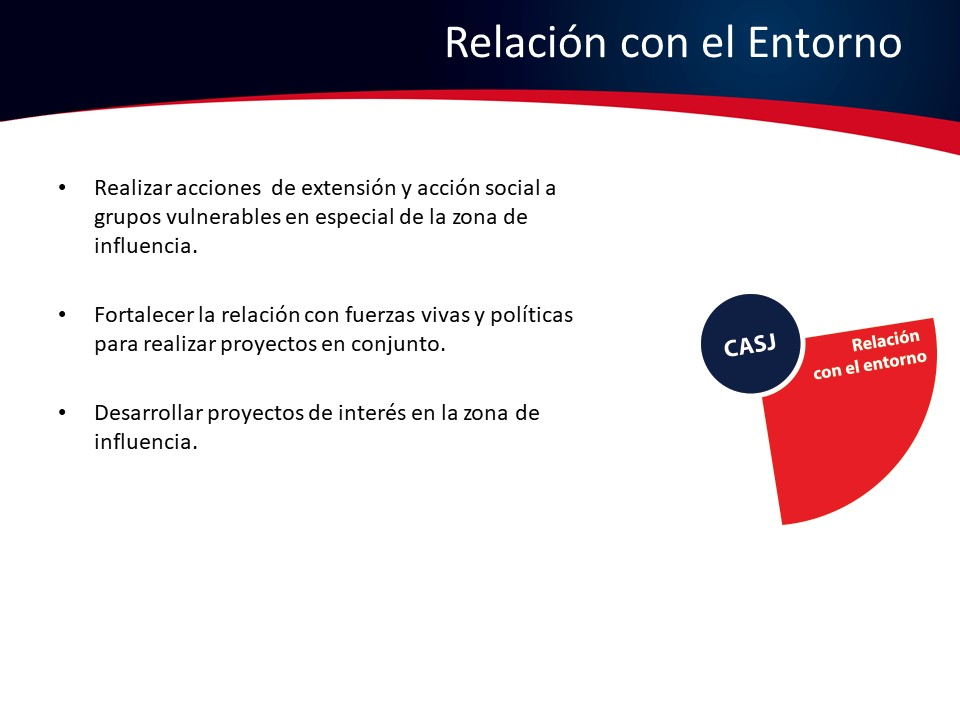 Relación con el Entorno
• Realizar acciones  de extensión y acción social a
grupos vulnerables en especial de la zona de
influencia.
• Fortalecer la relación con fuerzas vivas y políticas
para realizar proyectos en conjunto.
• Desarrollar proyectos de interés en la zona de
influencia.
CASJ
Relación
con el entorno